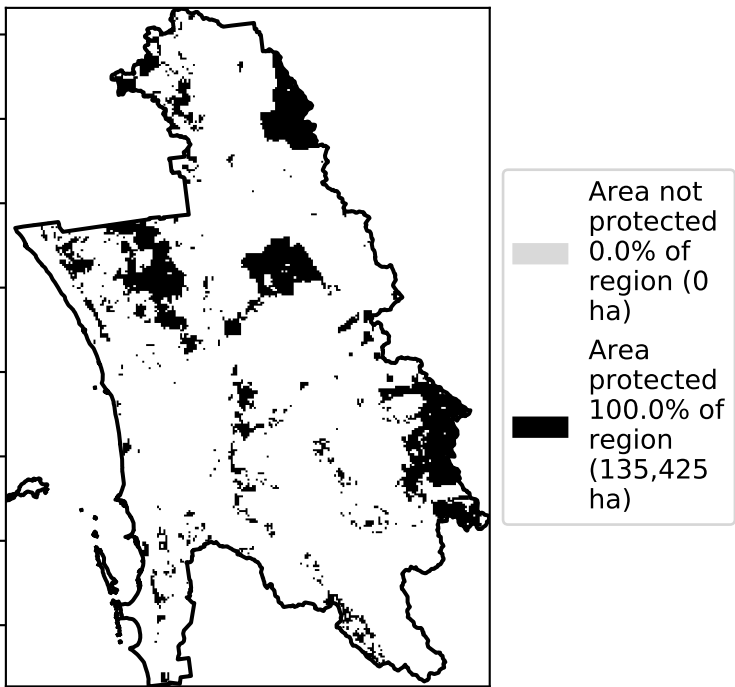 Area not
protected
0.0% of
region (0
ha)
Area
protected
100.0% of
region
(135,425
ha)